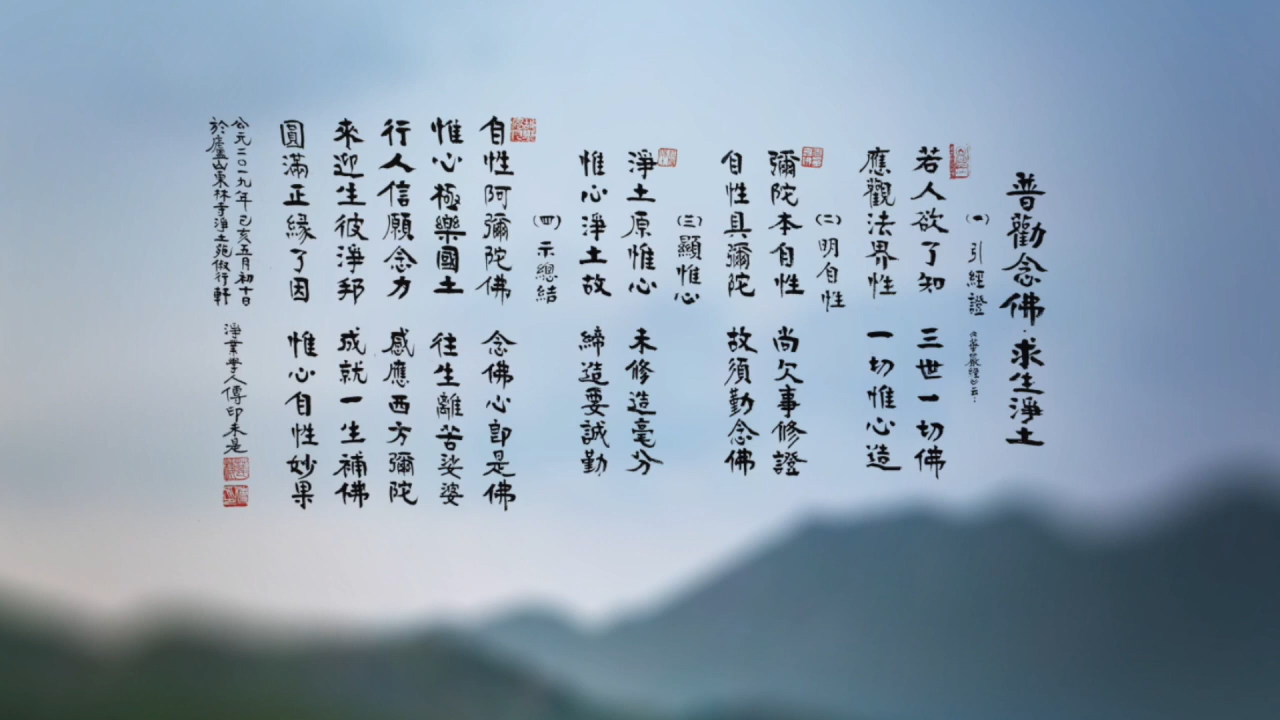 普勸念佛·求生淨土
(一) 引經證
若人欲了知 三世一切佛
應觀法界性 一切惟心造
(二) 明自性
彌陀本自性 尚欠事修證
自性具彌陀 故須勤念佛
(三) 顯惟心
淨土原惟心 未修造毫分
惟心淨土故 締造要誠勤
(四) 示總結
自性阿彌陀佛 念佛心即是佛
惟心極樂國土 往生離苦娑婆
行人信願念力 感應西方彌陀
來迎生彼淨邦 成就一生補佛
圓滿正緣了因 惟心自性妙果
公元二〇一九年己亥五月初十日
於廬山東林寺淨土苑 淨業學人傳印未是